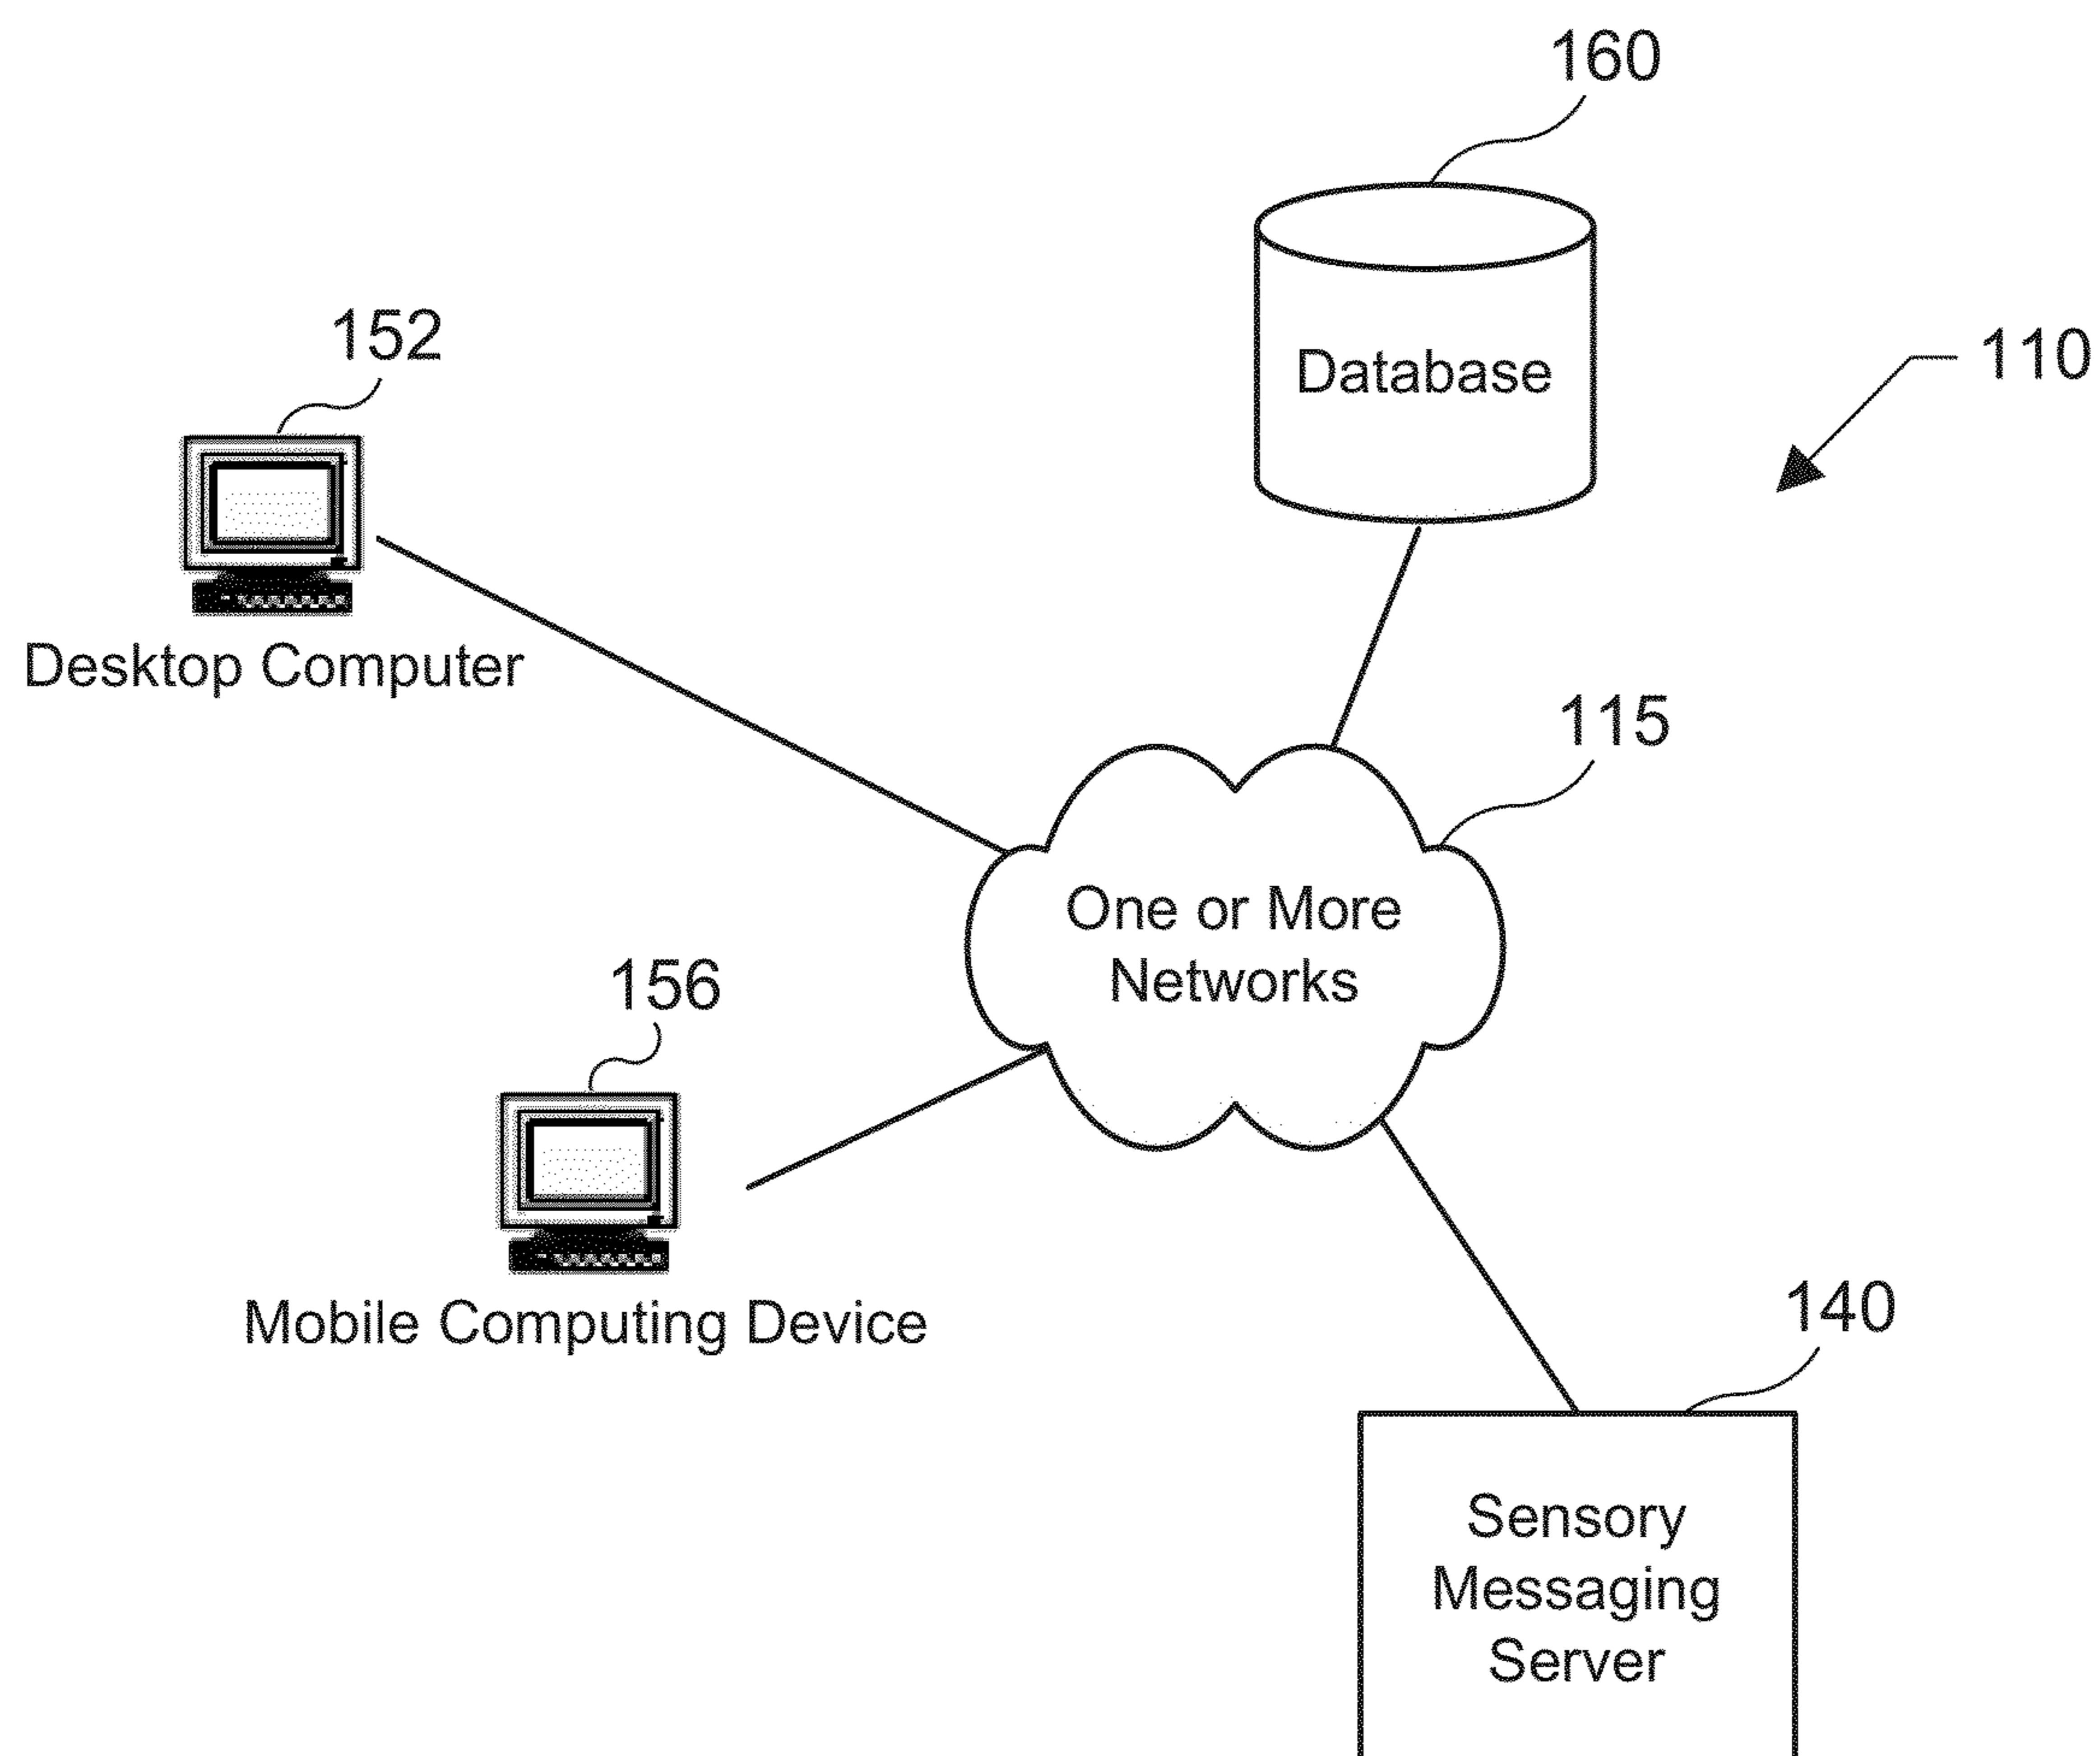 160
152
110
Database
Desktop Computer
115
One or More
Networks
156
Mobile Computing Device
140
Sensory
Messaging
Server